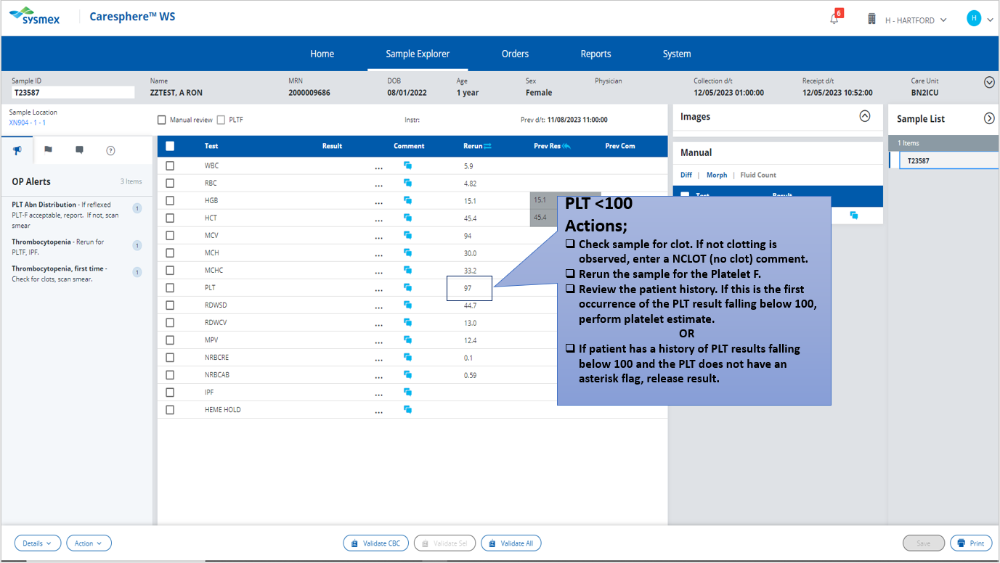 sysmex
Caresphere™ WS
6
H - HARTFORD
H
Home Sample Explorer Orders Reports System
Sample ID Name MRN DOB Age Sex Physician Collection d/t Receipt d/t Care Unit
T23587 ZZTEST, A RON 2000009686 08/01/2022 1 year Female 12/05/2023 01:00:00 12/05/2023 10:52:00 BN2ICU
Sample Location
XN904 - 1 - 1
OP Alerts 3 Items
PLT Abn Distribution - If reflexed
PLT-F acceptable, report. If not, scan
smear
1
Thrombocytopenia - Rerun for
PLTF, IPF.
1
Thrombocytopenia, first time -
Check for clots, scan smear.
1
Manual review PLTF Instr: Prev d/t: 11/08/2023 11:00:00
Test Result Comment Rerun Prev Res Prev Com
WBC ... 5.9
RBC ... 4.82
HGB ... 15.1 15.1
HCT ... 45.4 45.4
MCV ... 94
MCH ... 30.0
MCHC ... 33.2
PLT ... 97
RDWSD ... 44.7
RDWCV ... 13.0
MPV ... 12.4
NRBCRE ... 0.1
NRBCAB ... 0.59
IPF ...
HEME HOLD ...
PLT <100
Actions;
Check sample for clot. If not clotting is
observed, enter a NCLOT (no clot) comment.
Rerun the sample for the Platelet F.
Review the patient history. If this is the first
occurrence of the PLT result falling below 100,
perform platelet estimate.
OR
If patient has a history of PLT results falling
below 100 and the PLT does not have an
asterisk flag, release result.
Images
Manual
Diff | Morph | Fluid Count
Test Result
Sample List
1 Items
T23587
Details Action Validate CBC Validate Sel Validate All Save Print